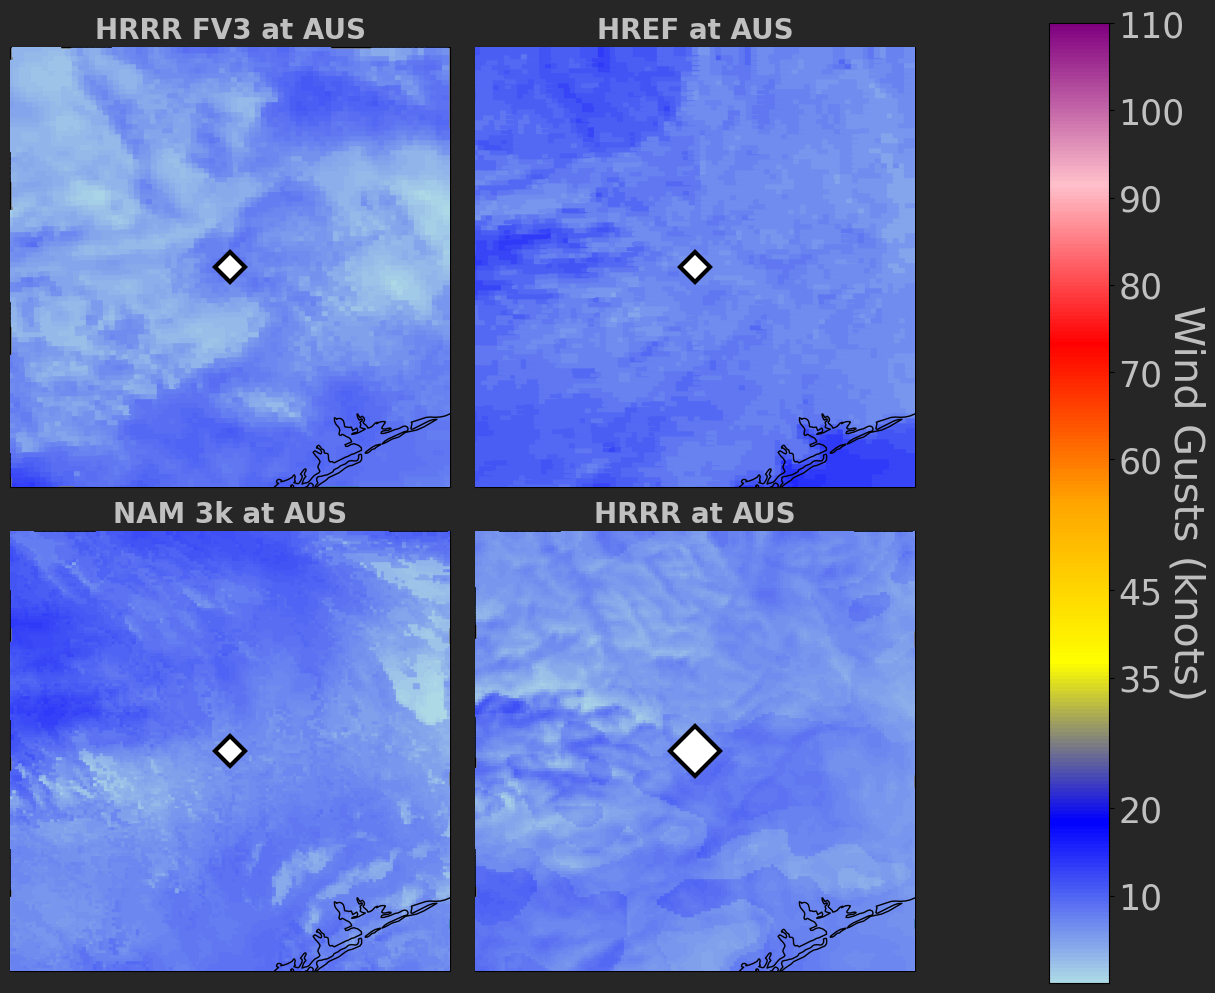 HRRR FV3 at AUS
HREF at AUS
NAM 3k at AUS
HRRR at AUS
110
100
90
80
70
60
45
35
20
10
Wind Gusts (knots)